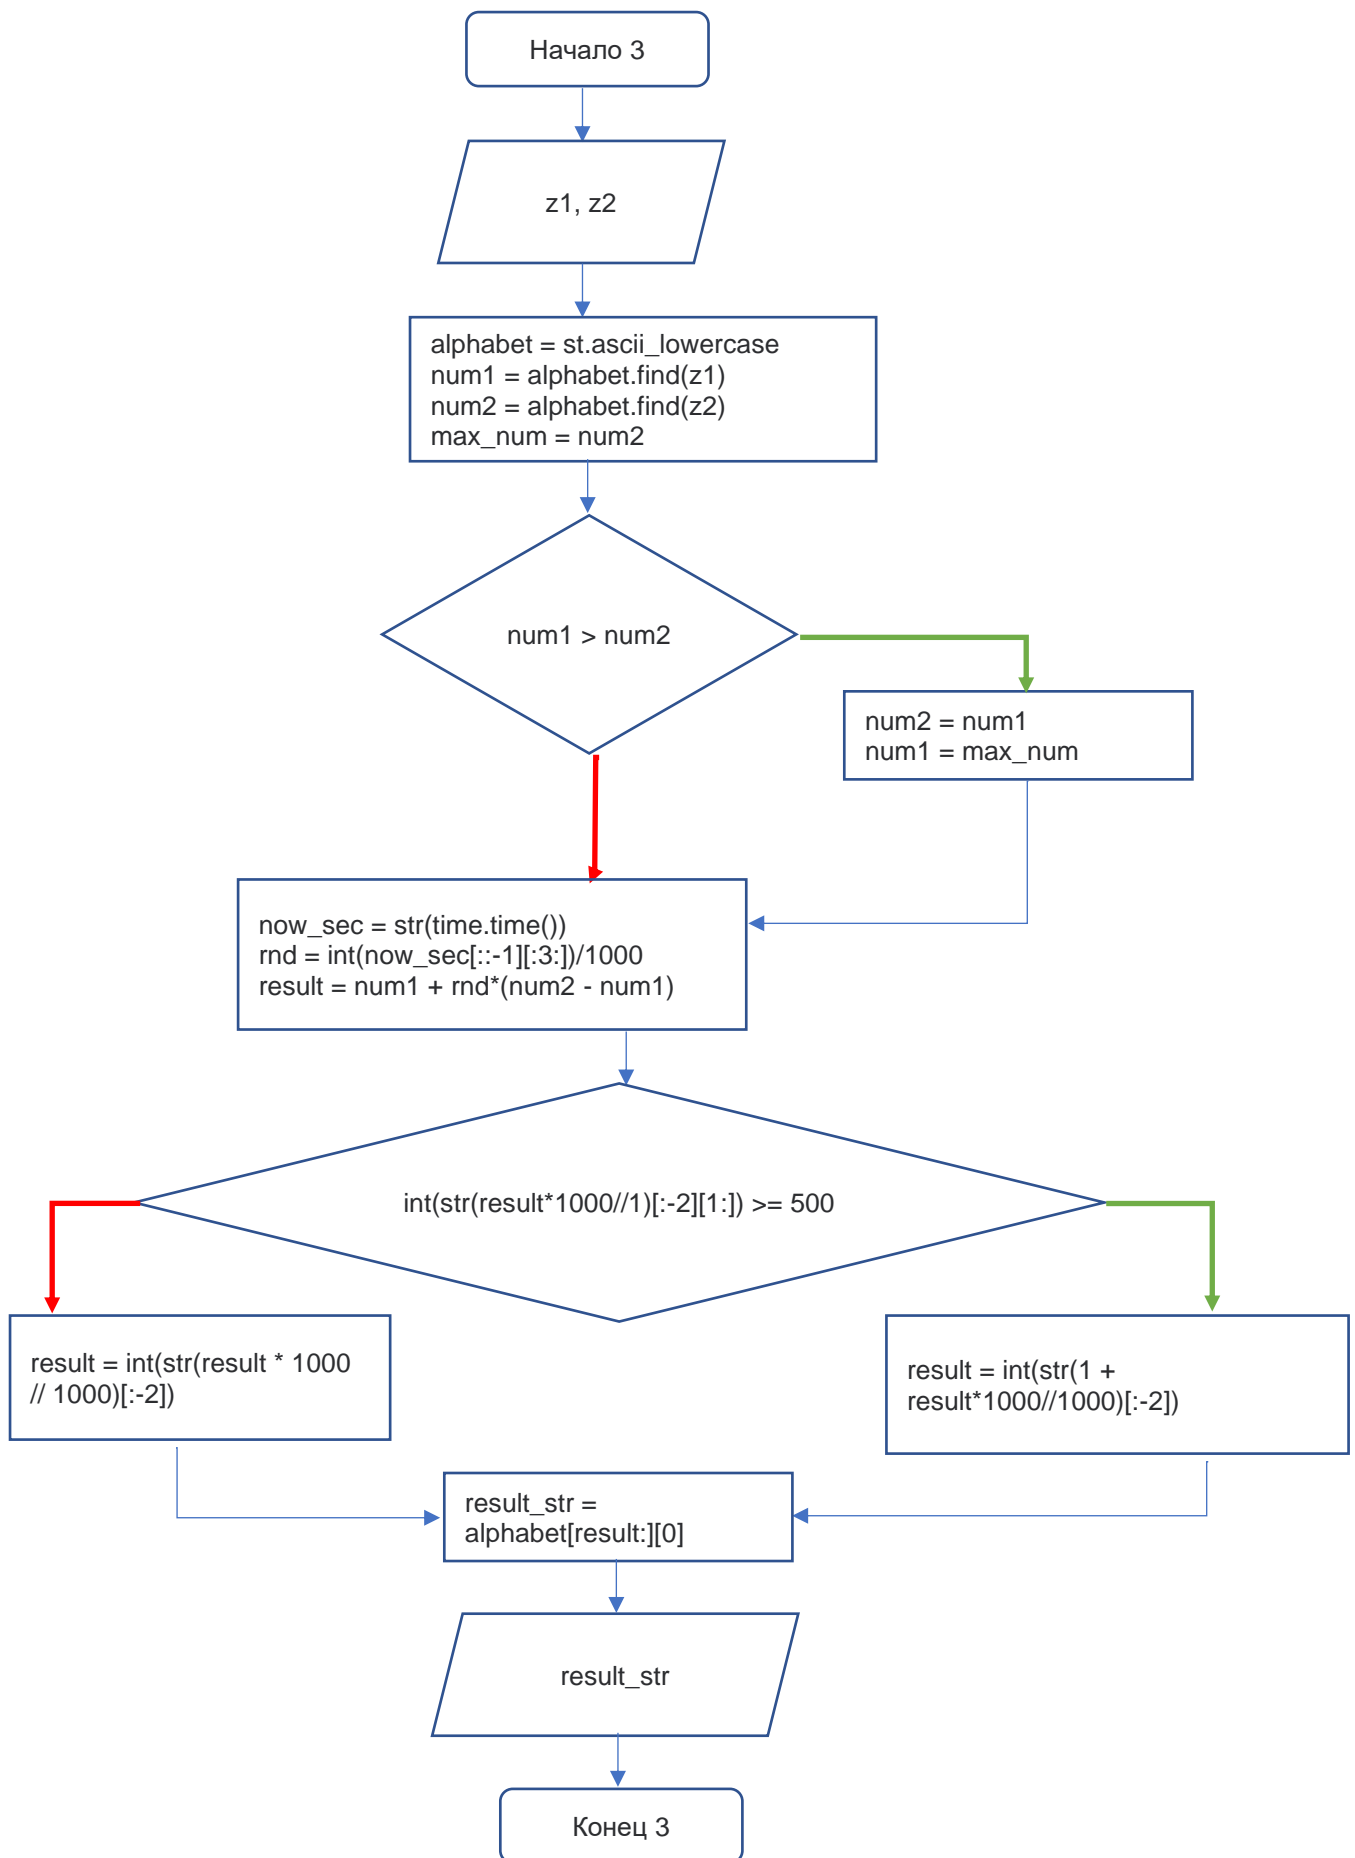 Начало 3
z1, z2
alphabet = st.ascii_lowercase
num1 = alphabet.find(z1)
num2 = alphabet.find(z2)
max_num = num2
num1 > num2
num2 = num1
num1 = max_num
now_sec = str(time.time())
rnd = int(now_sec[::-1][:3:])/1000
result = num1 + rnd*(num2 - num1)
int(str(result*1000//1)[:-2][1:]) >= 500
result = int(str(result * 1000
// 1000)[:-2])
result = int(str(1 +
result*1000//1000)[:-2])
result_str =
alphabet[result:][0]
result_str
Конец 3